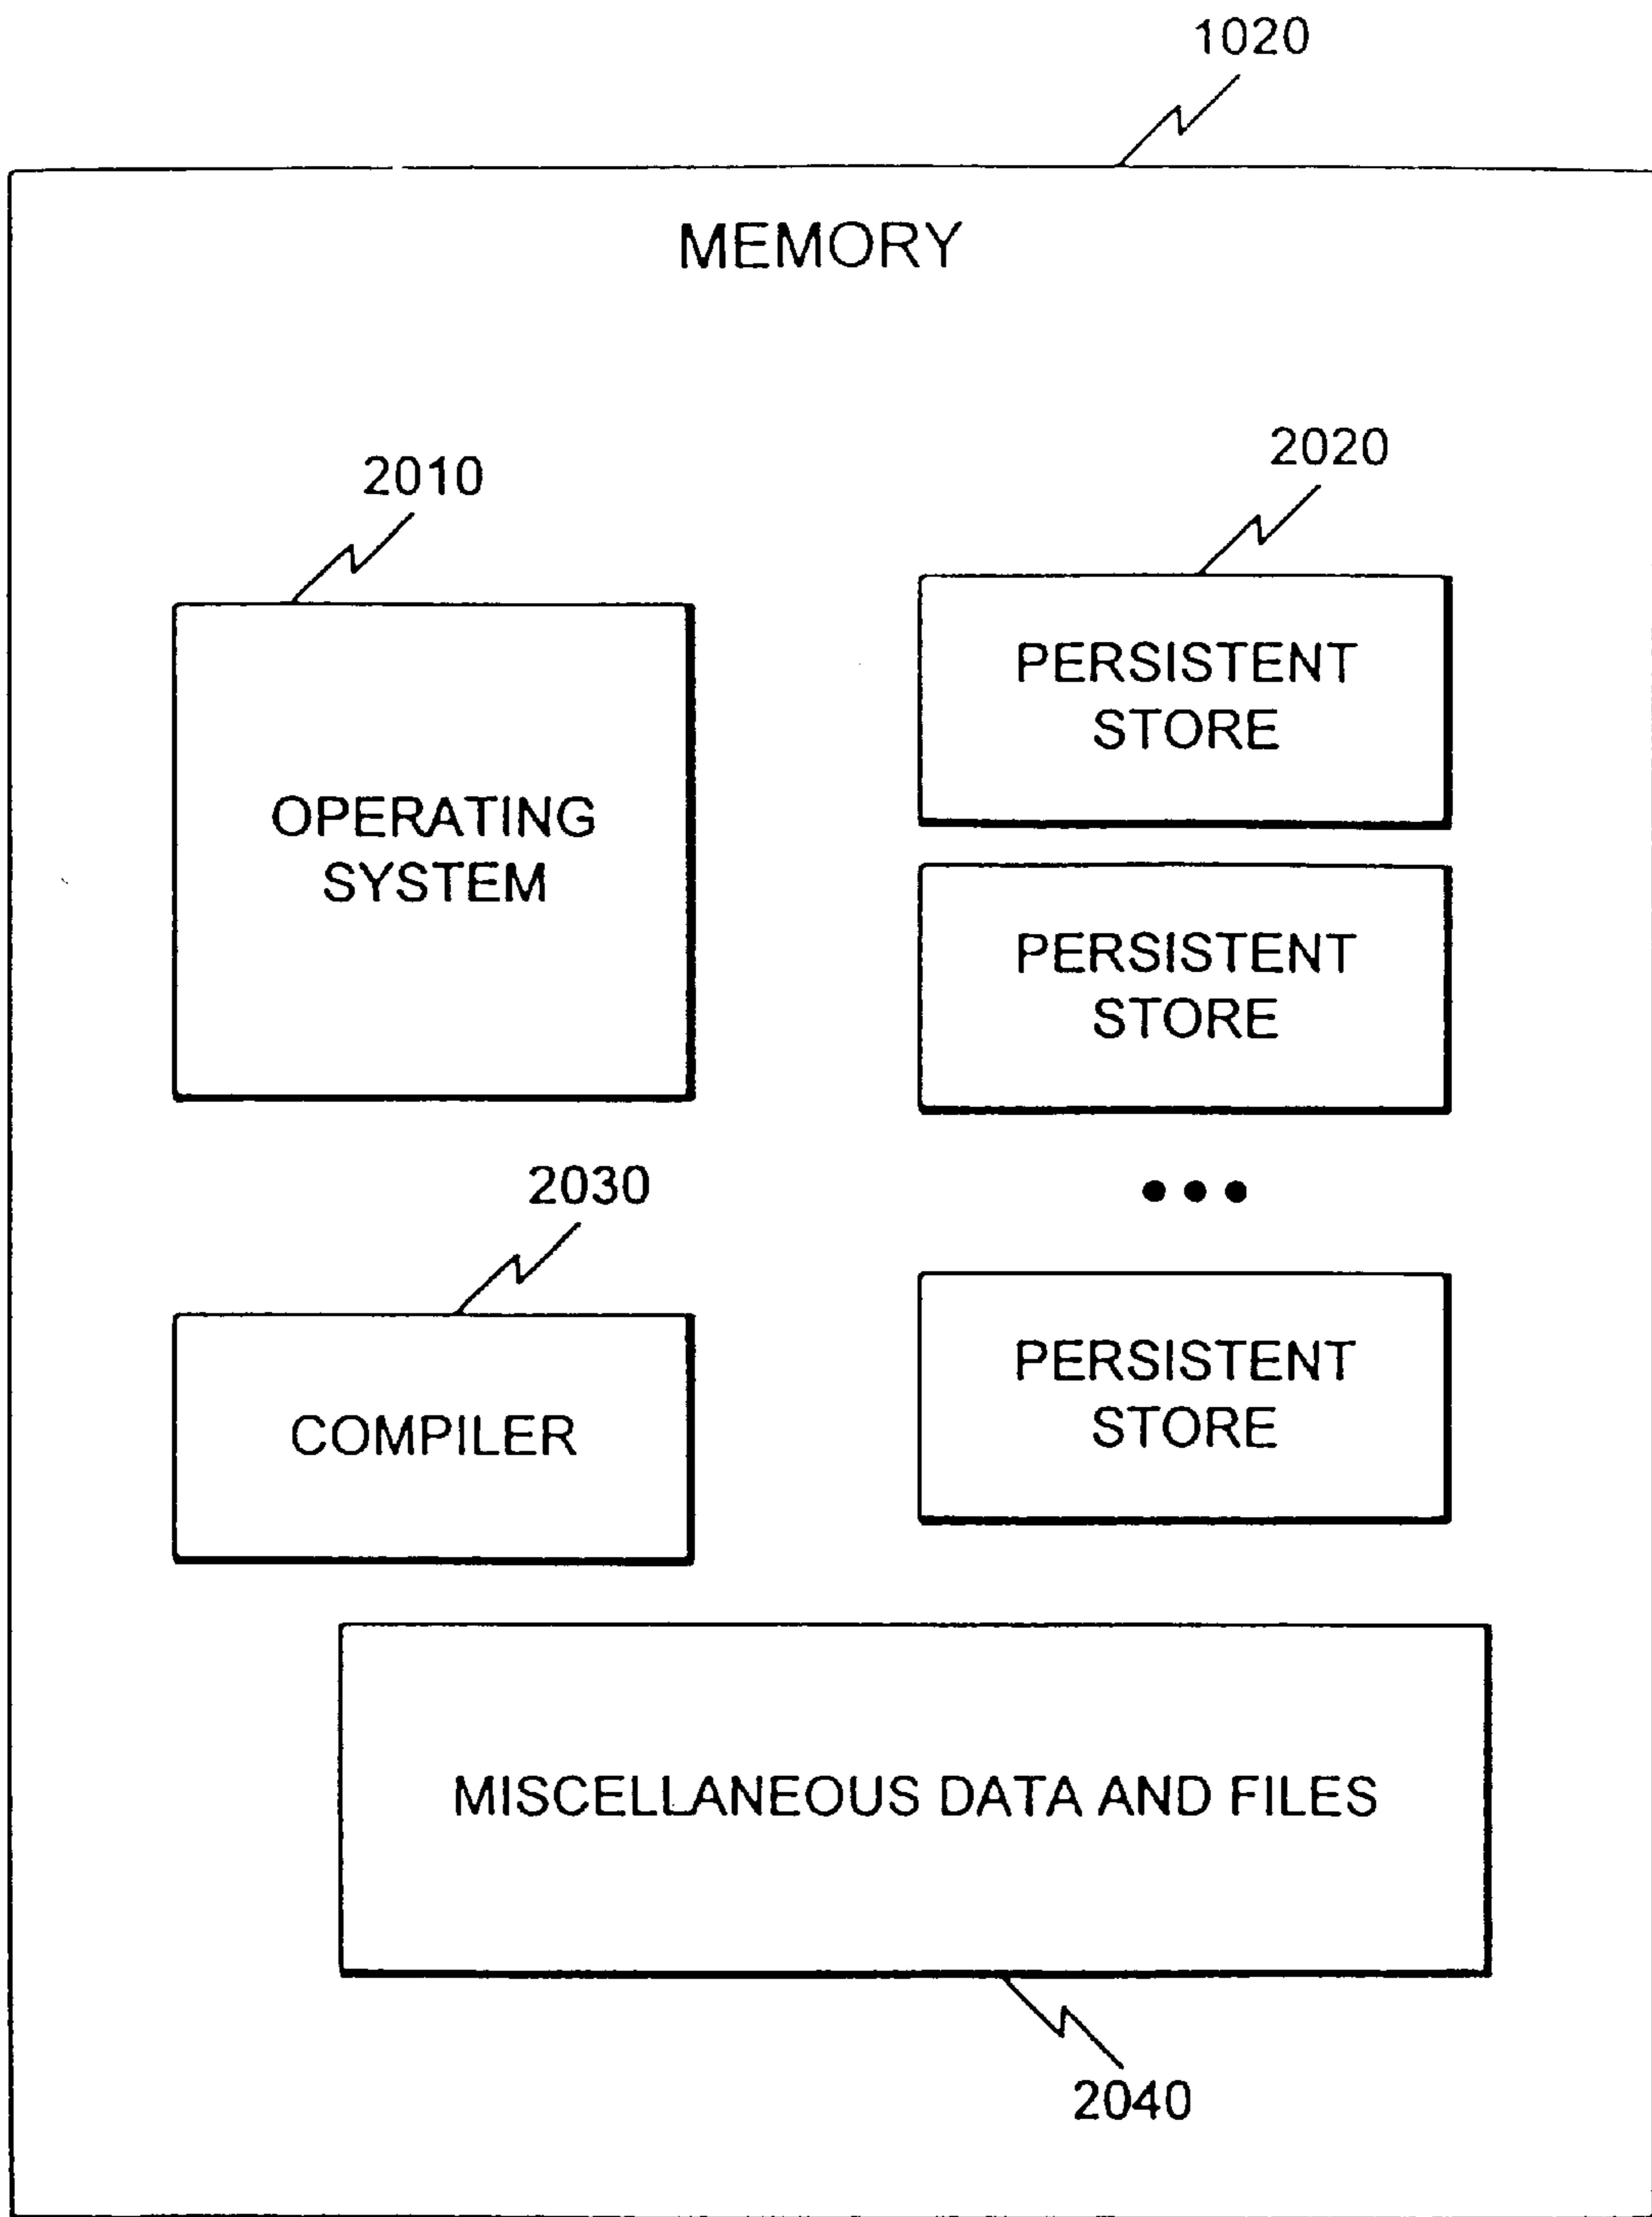 1020
MEMORY
2010
2020
OPERATING
SYSTEM
PERSISTENT
STORE
PERSISTENT
STORE
2030
COMPILER
PERSISTENT
STORE
MISCELLANEOUS DATA AND FILES
2040